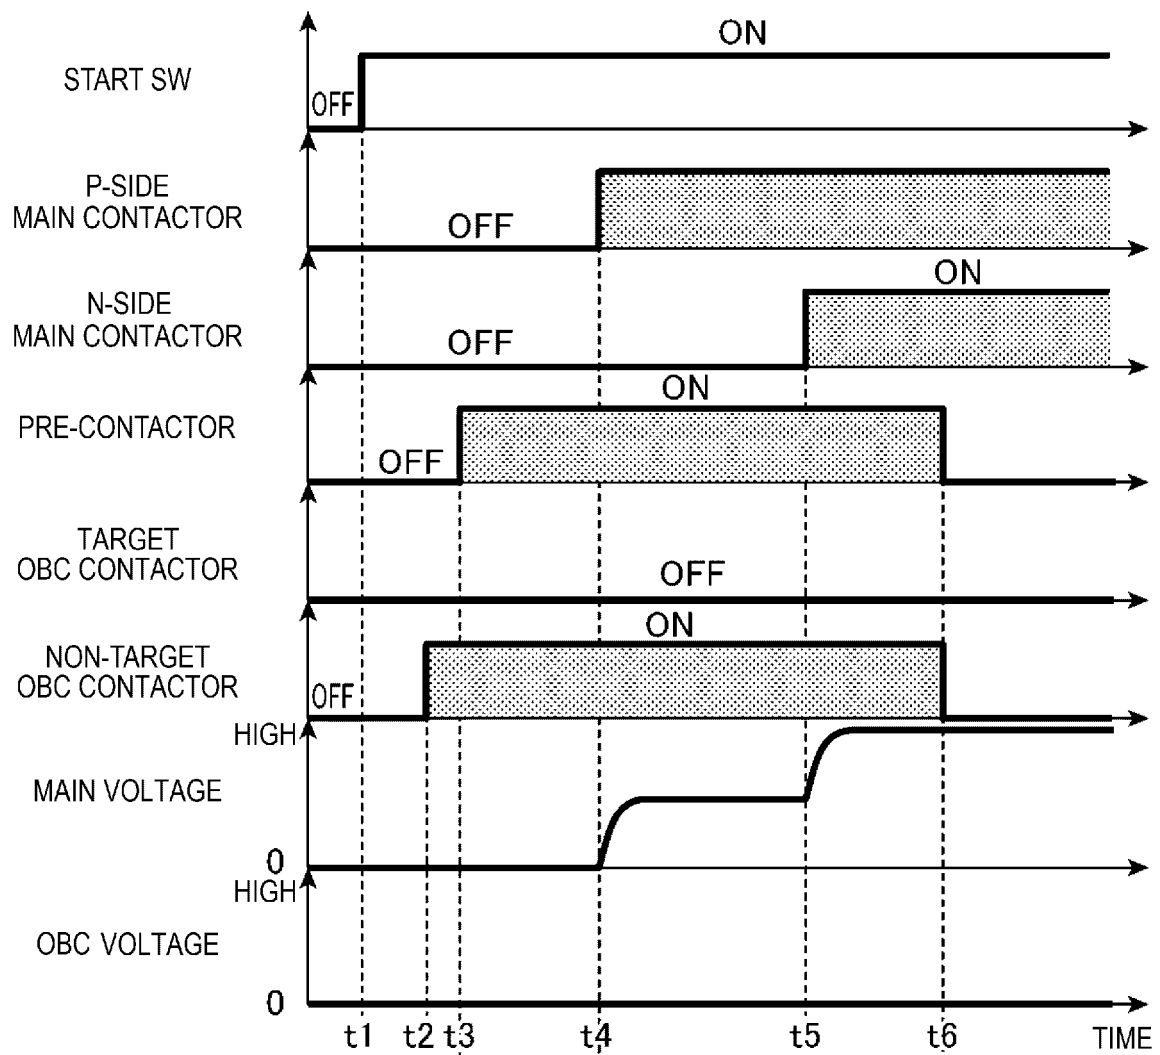 ON
START SW
OFF
P-SIDE
MAIN CONTACTOR
OFF
ON
N-SIDE
MAIN CONTACTOR
OFF
ON
PRE-CONTACTOR
OFF
TARGET
OBC CONTACTOR
OFF
ON
NON-TARGET
OBC CONTACTOR
OFF
HIGH
MAIN VOLTAGE
0
HIGH
OBC VOLTAGE
0
t1 t2 t3 t4 t5 t6 TIME